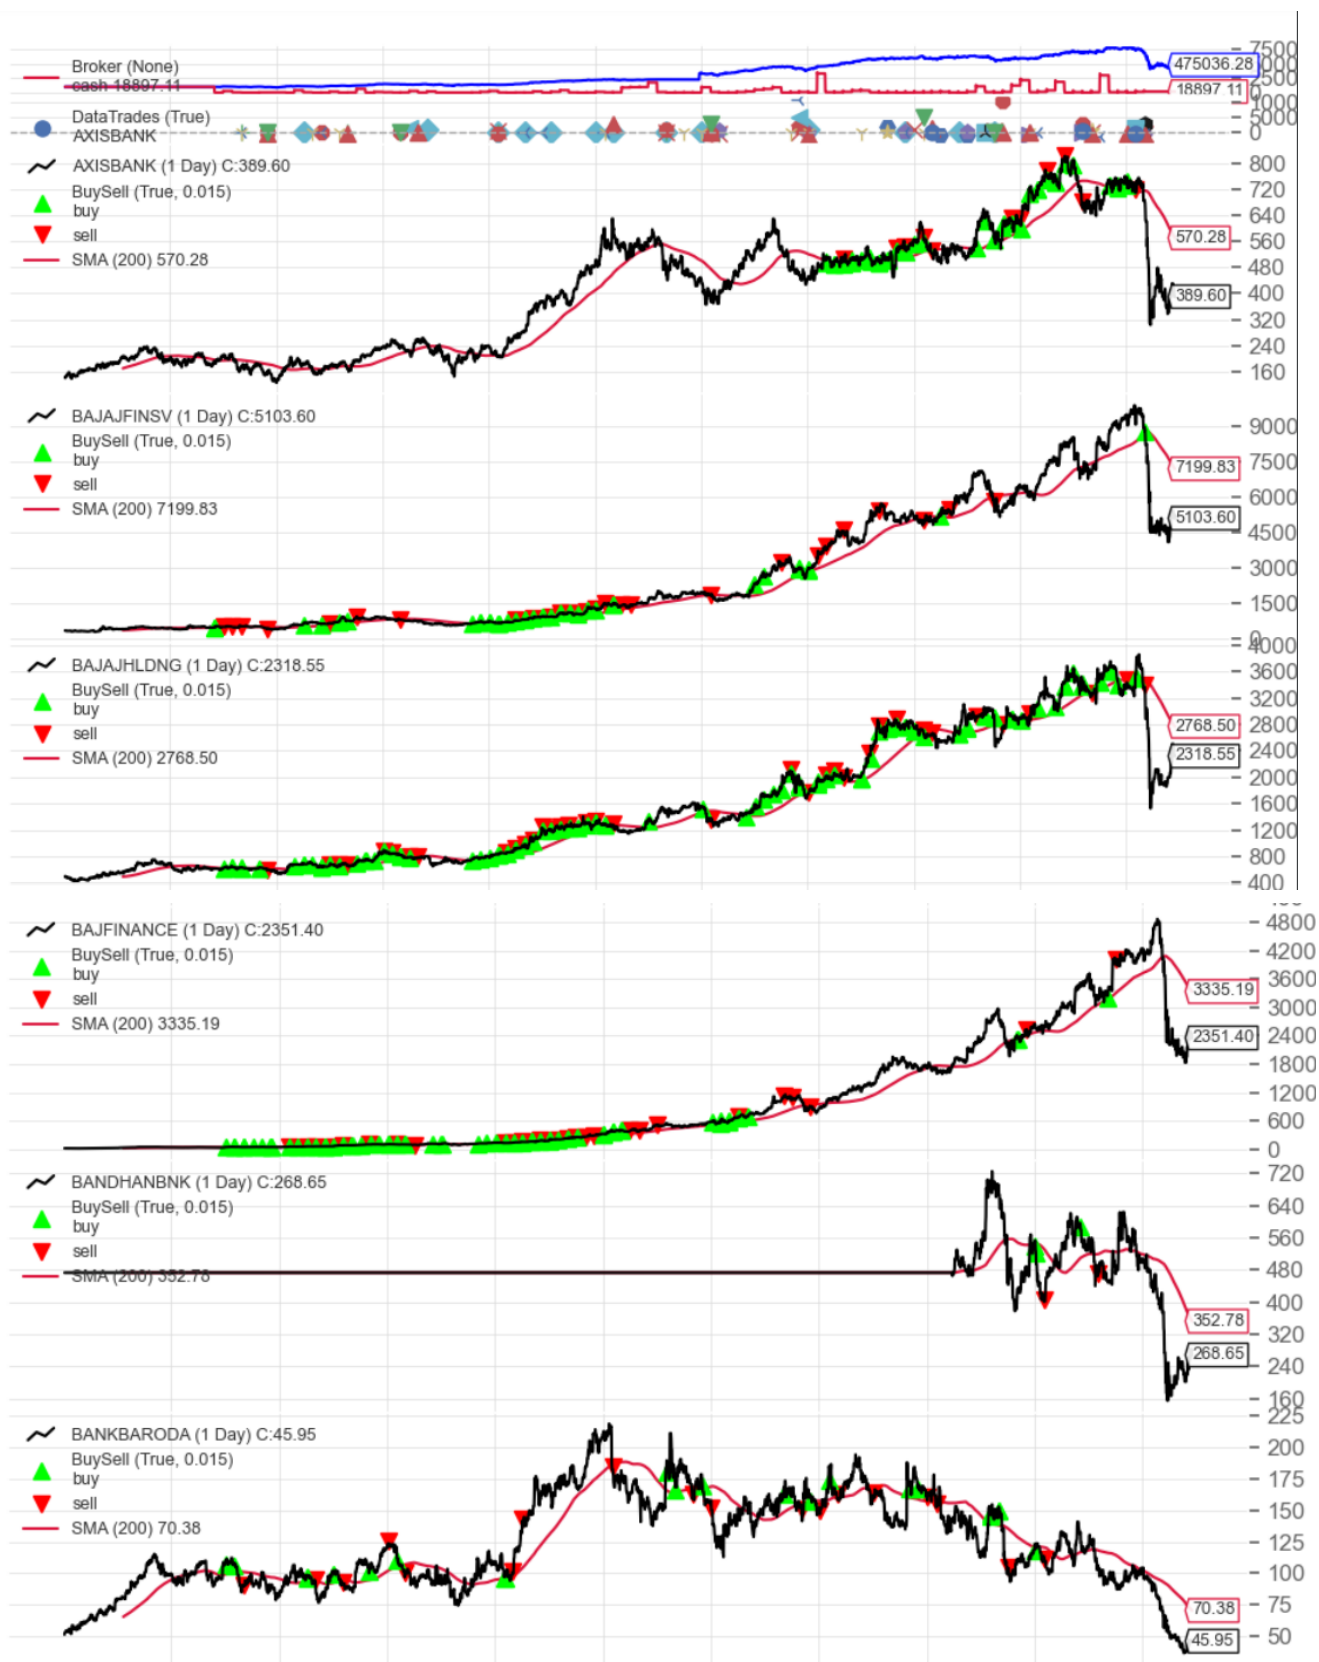 7500
Broker (None)
475036.28
500
cash 18897.11
18897 11
0
1000
DataTrades (True)
5000
AXISBANK
0
AXISBANK (1 Day) C:389.60
BuySell (True, 0.015)
buy
sell
SMA (200) 570.28
800
720
640
560
480
400
320
240
160
570.28
389.60
BAJAJFINSV (1 Day) C:5103.60
BuySell (True, 0.015)
buy
sell
SMA (200) 7199.83
9000
7500
6000
4500
3000
1500
0
7199.83
5103.60
BAJAJHLDNG (1 Day) C:2318.55
BuySell (True, 0.015)
buy
sell
SMA (200) 2768.50
4000
3600
3200
2800
2400
2000
1600
1200
800
400
2768.50
2318.55
BAJFINANCE (1 Day) C:2351.40
BuySell (True, 0.015)
buy
sell
SMA (200) 3335.19
4800
4200
3600
3000
2400
1800
1200
600
0
3335.19
2351.40
BANDHANBNK (1 Day) C:268.65
BuySell (True, 0.015)
buy
sell
SMA (200) 352.78
720
640
560
480
400
320
240
160
352.78
268.65
BANKBARODA (1 Day) C:45.95
BuySell (True, 0.015)
buy
sell
SMA (200) 70.38
225
200
175
150
125
100
75
50
70.38
45.95